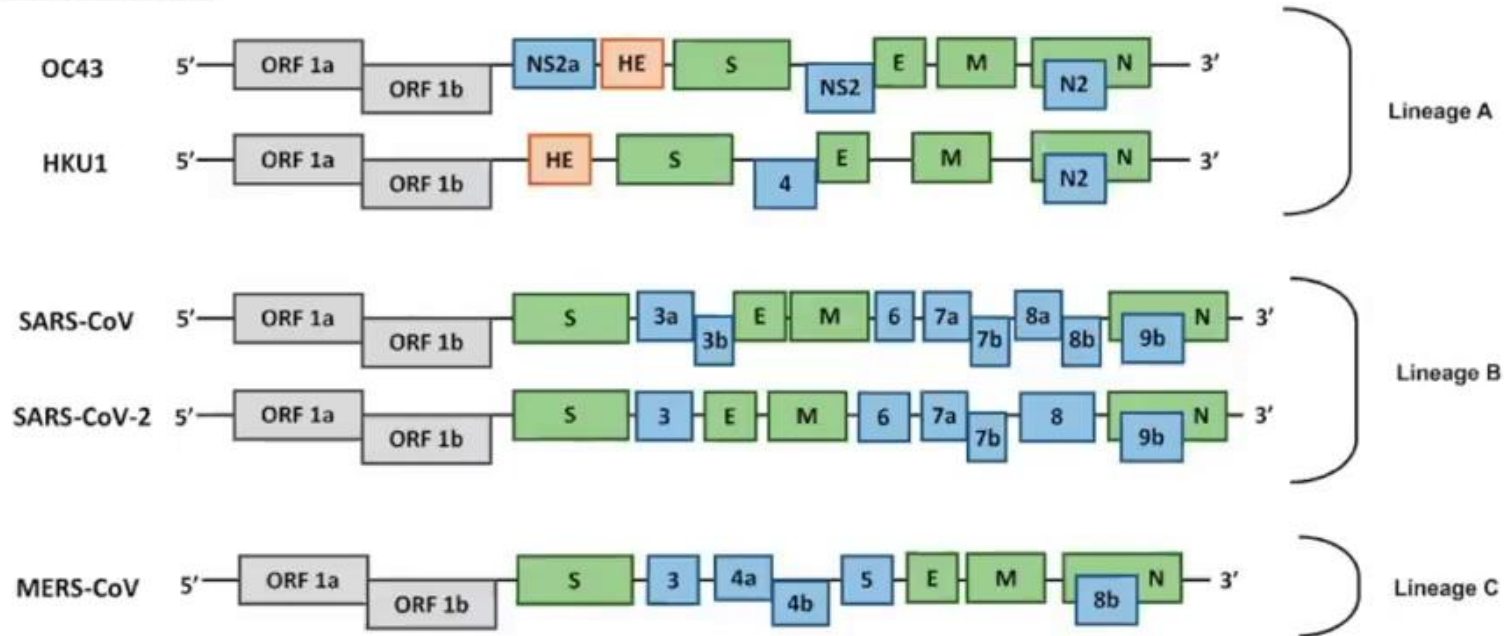 OC43 5′ ORF 1a ORF 1b NS2a HE S NS2 E M N2 N 3′
Lineage A
HKU1 5′ ORF 1a ORF 1b HE S 4 E M N2 N 3′
SARS-CoV 5′ ORF 1a ORF 1b S 3a 3b E M 6 7a 7b 8a 8b 9b N 3′
Lineage B
SARS-CoV-2 5′ ORF 1a ORF 1b S 3 E M 6 7a 7b 8 9b N 3′
MERS-CoV 5′ ORF 1a ORF 1b S 3 4a 4b 5 E M 8b N 3′
Lineage C